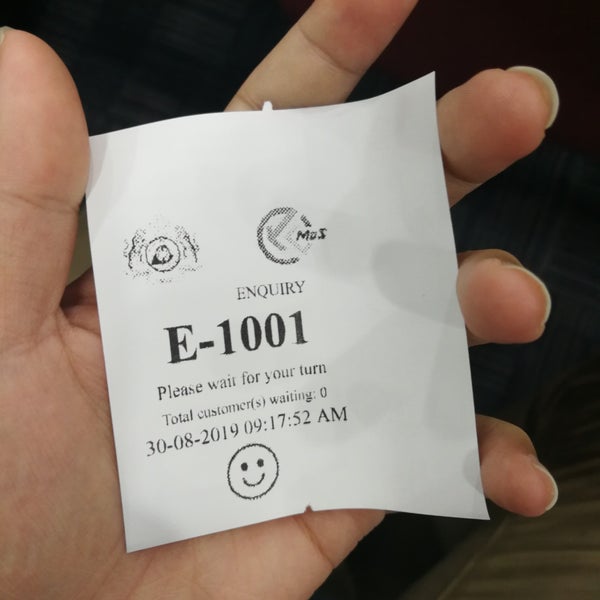 MDS
ENQUIRY
E-1001
Please wait for your turn
Total customer(s) waiting: 0
30-08-2019 09:17:52 AM